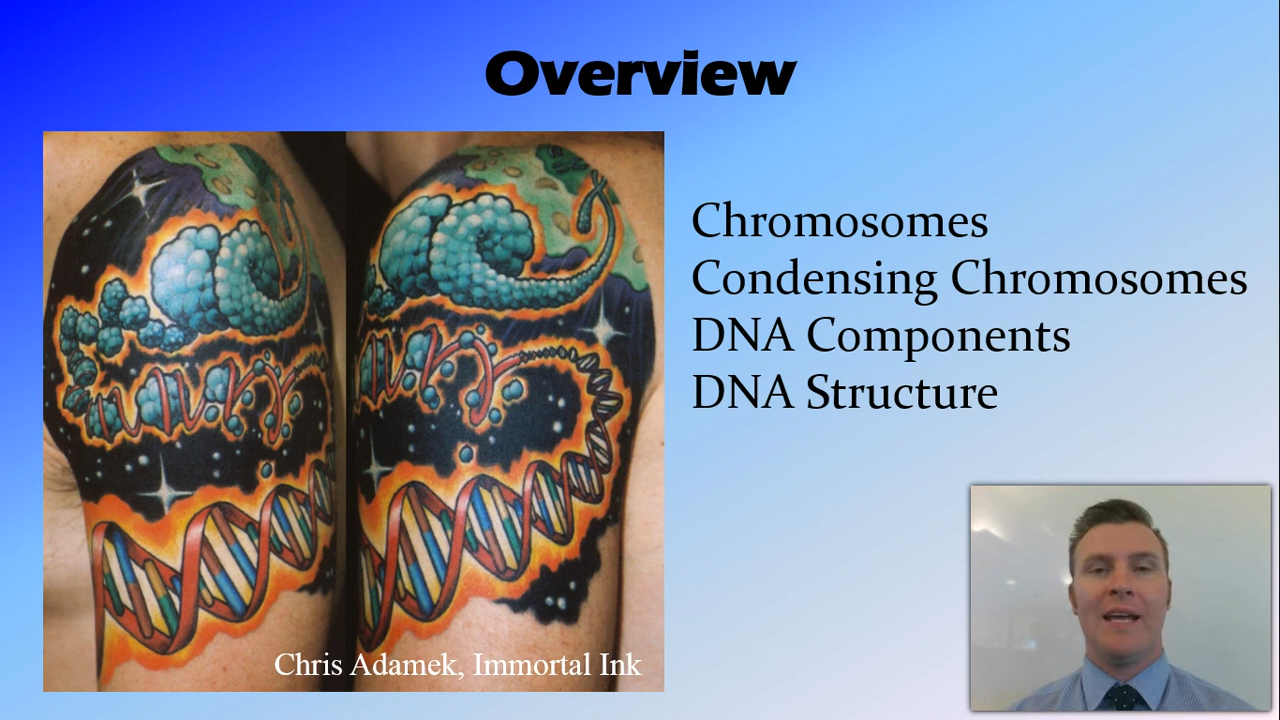 Overview
Chromosomes
Condensing Chromosomes
DNA Components
DNA Structure
Chris Adamek, Immortal Ink